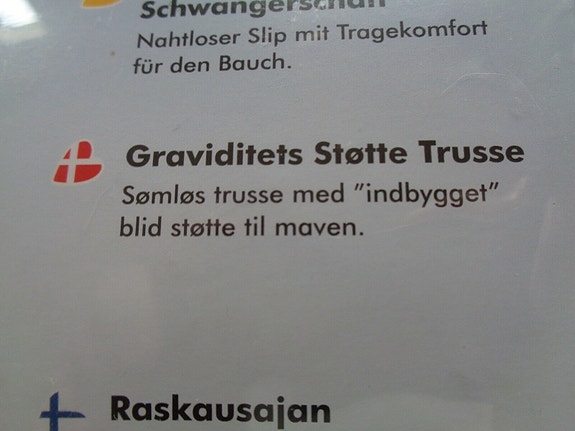 Schwangerschaft
Nahtloser Slip mit Tragekomfort
für den Bauch.
Graviditets Støtte Trusse
Sømløs trusse med "indbygget"
blid støtte til maven.
Raskausajan